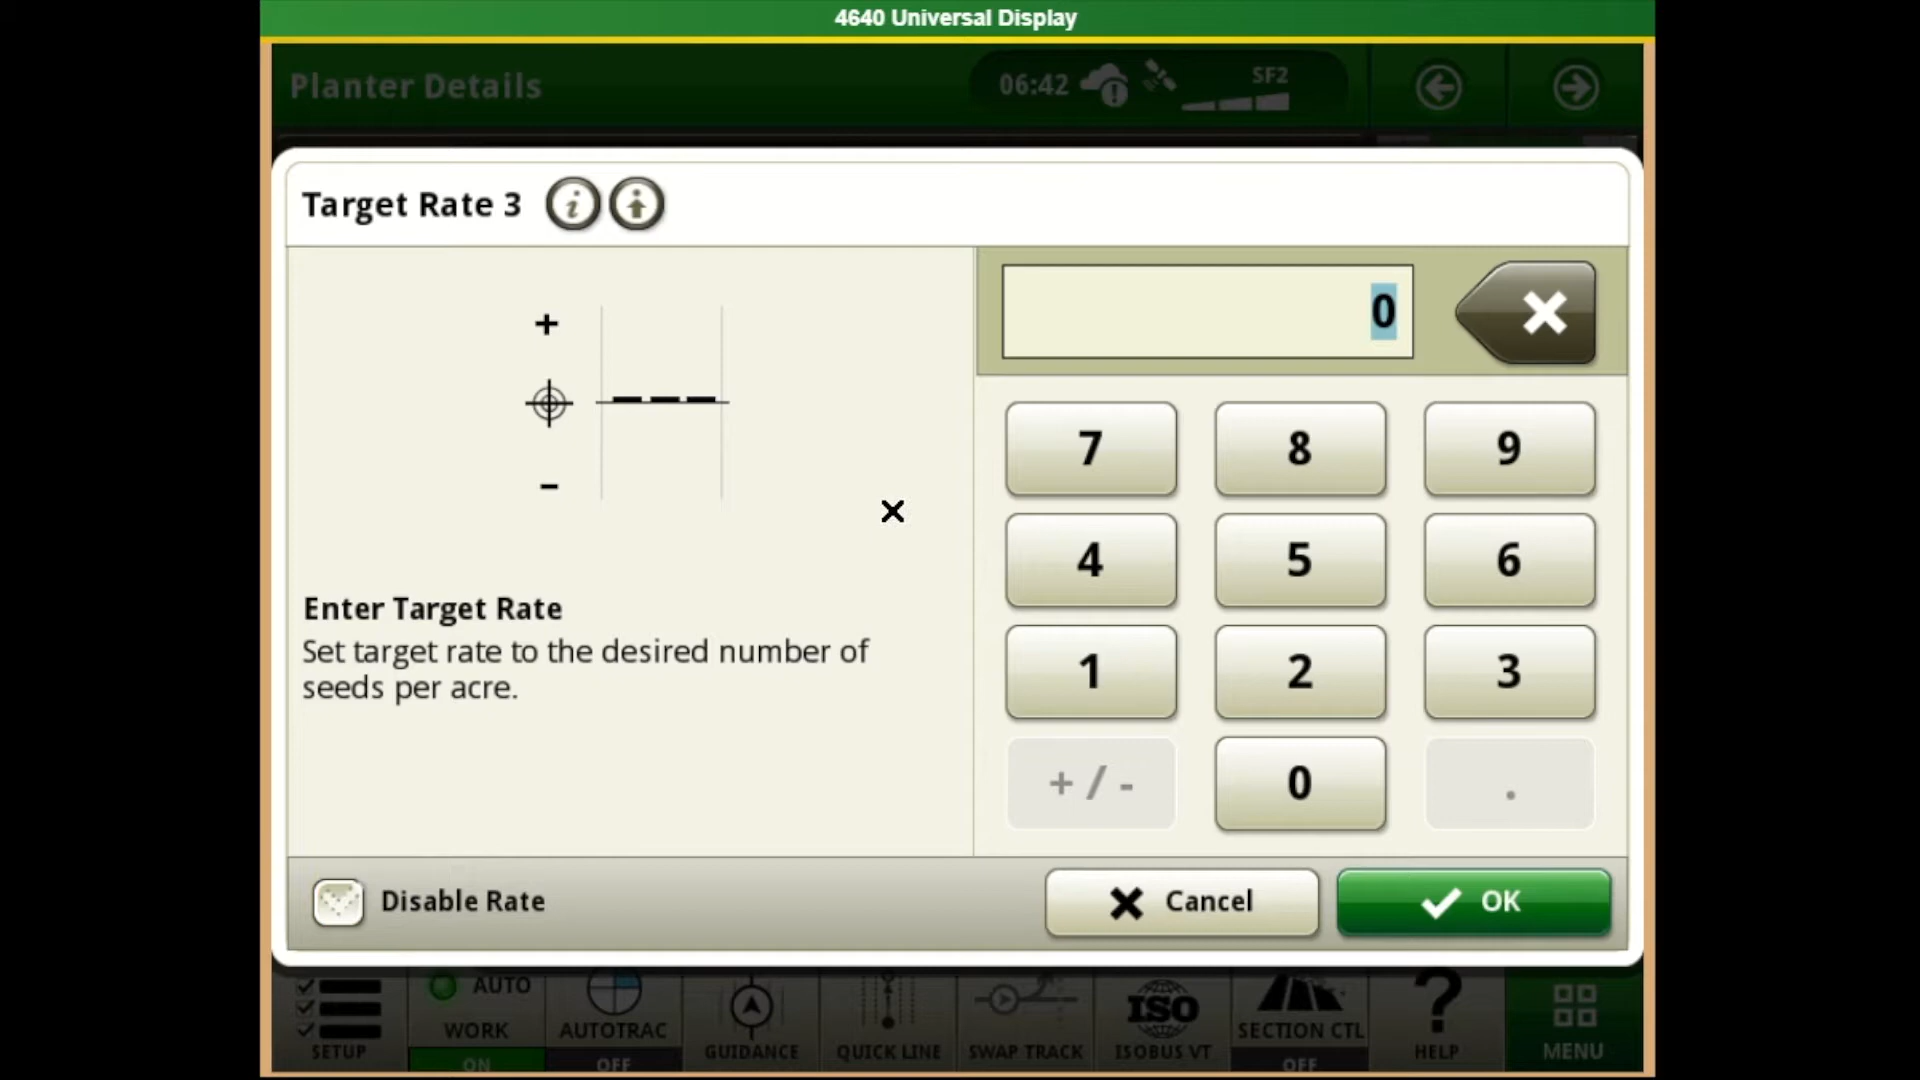 4640 Universal Display
Planter Details
06:42
SF2
Target Rate 3
0
7 8 9
4 5 6
1 2 3
+ / - 0 .
+
-
Enter Target Rate
Set target rate to the desired number of
seeds per acre.
Disable Rate
Cancel
OK
SETUP
AUTO
WORK
ON
AUTOTRAC
OFF
GUIDANCE
QUICK LINE
SWAP TRACK
ISO
ISOBUS VT
SECTION CTL
OFF
?
HELP
MENU